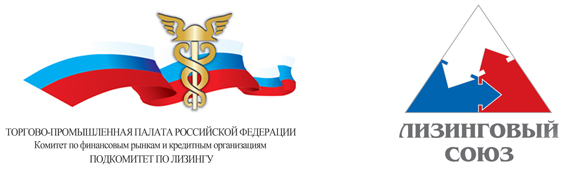 ТОРГОВО-ПРОМЫШЛЕННАЯ ПАЛАТА РОССИЙСКОЙ ФЕДЕРАЦИИ
Комитет по финансовым рынкам и кредитным организациям
ПОДКОМИТЕТ ПО ЛИЗИНГУ
ЛИЗИНГОВЫЙ
СОЮЗ